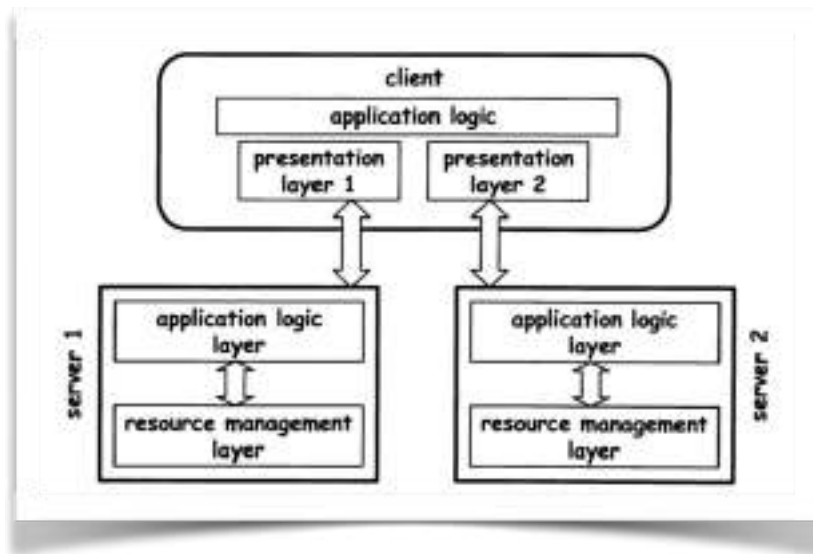 client
application logic
presentation
layer 1
presentation
layer 2
server 1
application logic
layer
resource management
layer
application logic
layer
resource management
layer
server 2